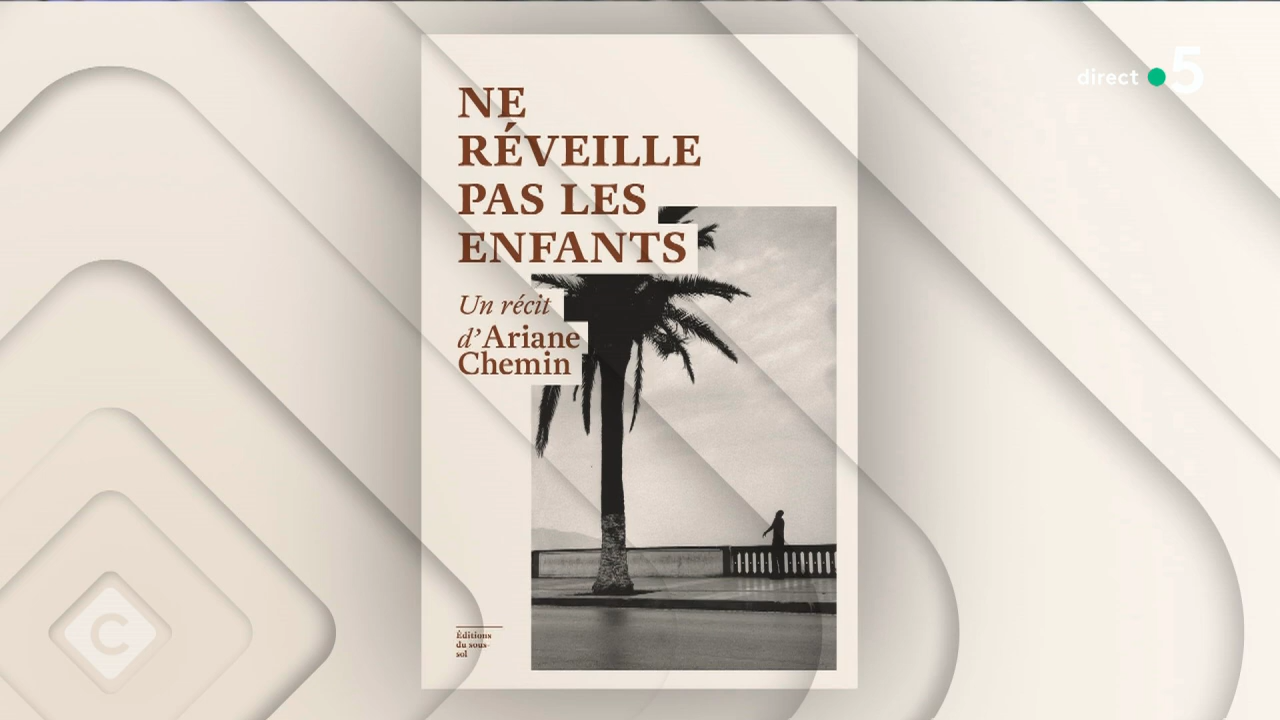 NE
RÉVEILLE
PAS LES
ENFANTS
Un récit
d’Ariane
Chemin
Éditions
du sous-
sol
direct 5
C